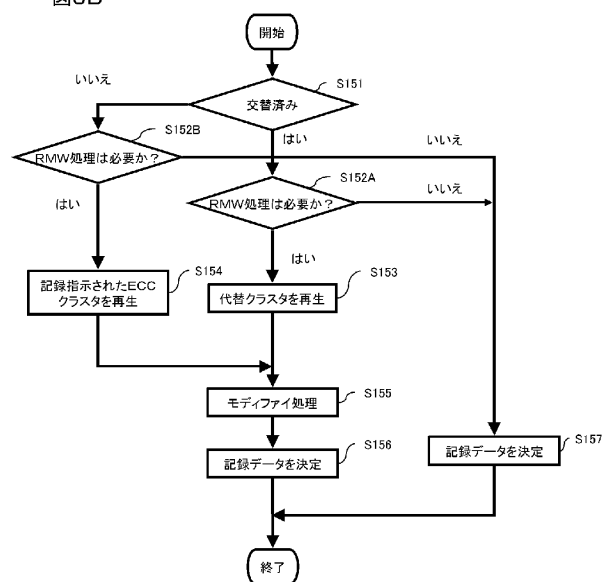 開始
S151
いいえ
交替済み
S152B
はい
いいえ
RMW処理は必要か？
S152A
RMW処理は必要か？
いいえ
はい
はい
S154
S153
記録指示されたECC
クラスタを再生
代替クラスタを再生
S155
モディファイ処理
S156
記録データを決定
S157
記録データを決定
終了